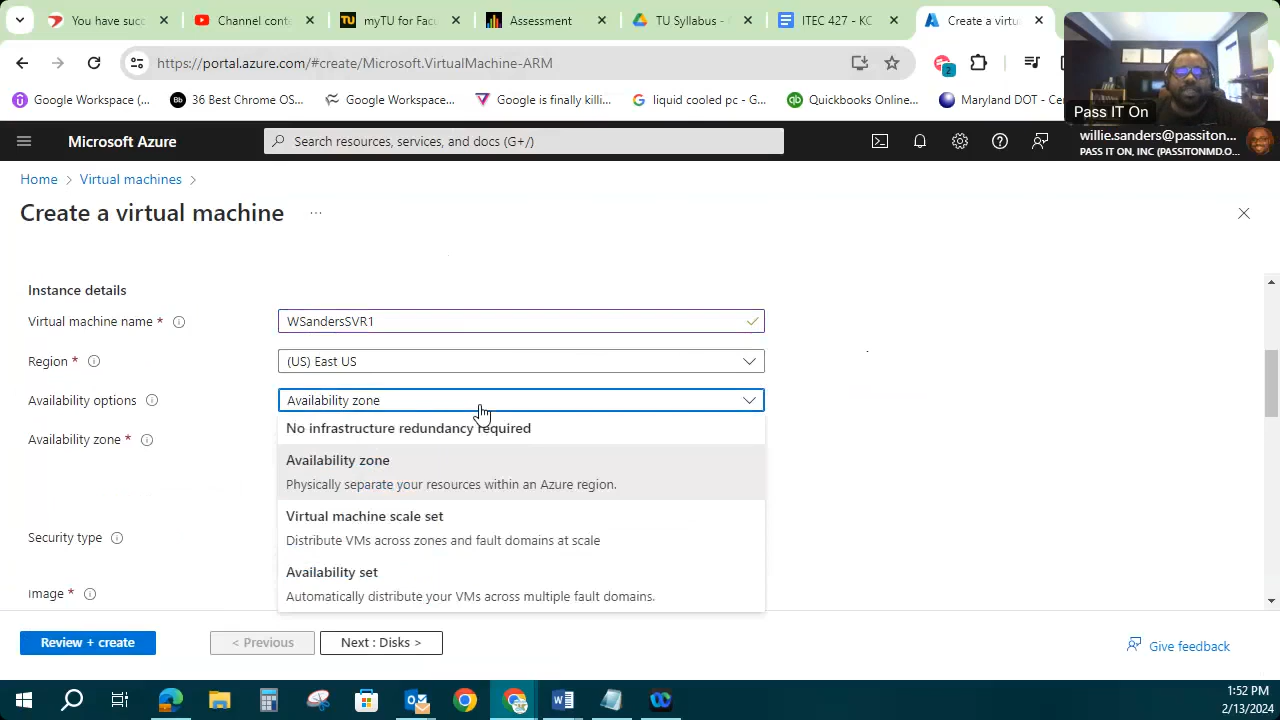 You have succ
Channel conte
myTU for Facu
Assessment
TU Syllabus -
ITEC 427 - KC
Create a virtu
https://portal.azure.com/#create/Microsoft.VirtualMachine-ARM
2
Google Workspace (...
36 Best Chrome OS...
Google Workspace...
Google is finally killi...
liquid cooled pc - G...
QuickWorks Online...
Maryland DOT - Ce
Pass IT On
Microsoft Azure
Search resources, services, and docs (G+/)
willie.sanders@passiton...
PASS IT ON, INC (PASSITONMD.O...
Home > Virtual machines >
Create a virtual machine ...
Instance details
Virtual machine name *
WSandersSVR1
Region *
(US) East US
Availability options
Availability zone
Availability zone *
No infrastructure redundancy required
Availability zone
Physically separate your resources within an Azure region.
Virtual machine scale set
Distribute VMs across zones and fault domains at scale
Security type
Availability set
Automatically distribute your VMs across multiple fault domains.
Image *
Review + create
< Previous
Next : Disks >
Give feedback
1:52 PM
2/13/2024